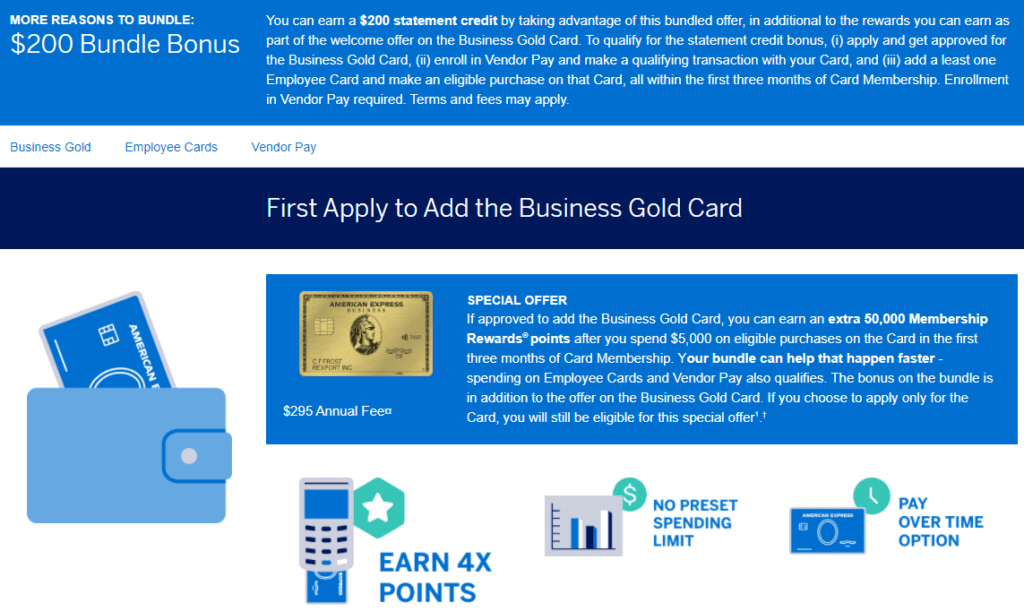 MORE REASONS TO BUNDLE:
$200 Bundle Bonus
You can earn a $200 statement credit by taking advantage of this bundled offer, in additional to the rewards you can earn as
part of the welcome offer on the Business Gold Card. To qualify for the statement credit bonus, (i) apply and get approved for
the Business Gold Card, (ii) enroll in Vendor Pay and make a qualifying transaction with your Card, and (iii) add a least one
Employee Card and make an eligible purchase on that Card, all within the first three months of Card Membership. Enrollment
in Vendor Pay required. Terms and fees may apply.
Business Gold Employee Cards Vendor Pay
First Apply to Add the Business Gold Card
AMERICAN E
AMERICAN EXPRESS
BUSINESS
C F FROST
REXPORT INC
$295 Annual Fee¤
SPECIAL OFFER
If approved to add the Business Gold Card, you can earn an extra 50,000 Membership
Rewards® points after you spend $5,000 on eligible purchases on the Card in the first
three months of Card Membership. Your bundle can help that happen faster -
spending on Employee Cards and Vendor Pay also qualifies. The bonus on the bundle is
in addition to the offer on the Business Gold Card. If you choose to apply only for the
Card, you will still be eligible for this special offer¹.†
EARN 4X
POINTS
$
NO PRESET
SPENDING
LIMIT
AMERICAN EXPRESS
PAY
OVER TIME
OPTION